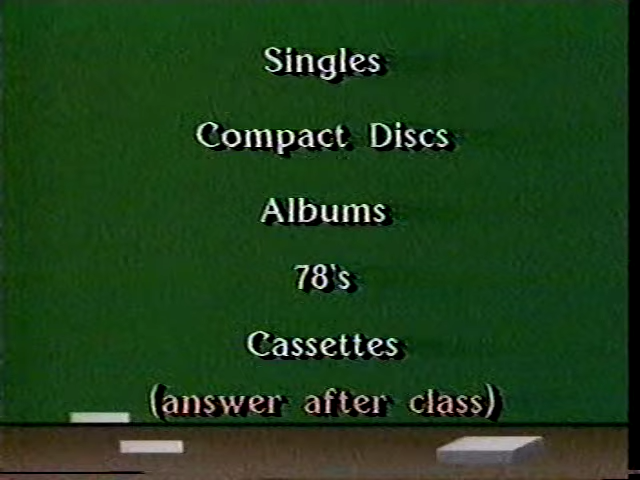 Singles
Compact Discs
Albums
78's
Cassettes
(answer after class)